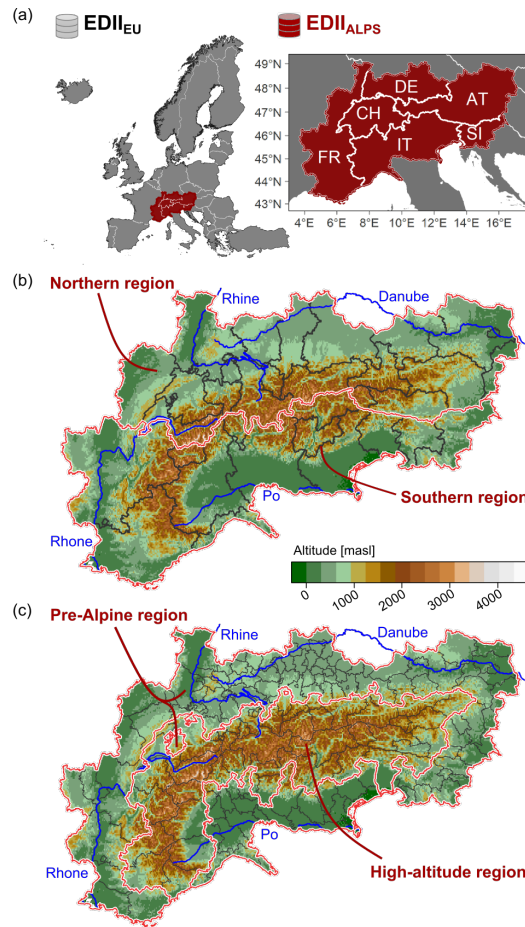 (a)
EDIIEU
EDIIALPS
49°N
48°N
47°N
46°N
45°N
44°N
43°N
DE
AT
CH
SI
IT
FR
4°E 6°E 8°E 10°E 12°E 14°E 16°E
(b)
Northern region
Rhine
Danube
Po
Southern region
Rhone
Altitude [masl]
0 1000 2000 3000 4000
(c)
Pre-Alpine region
Rhine
Danube
Po
Rhone
High-altitude region